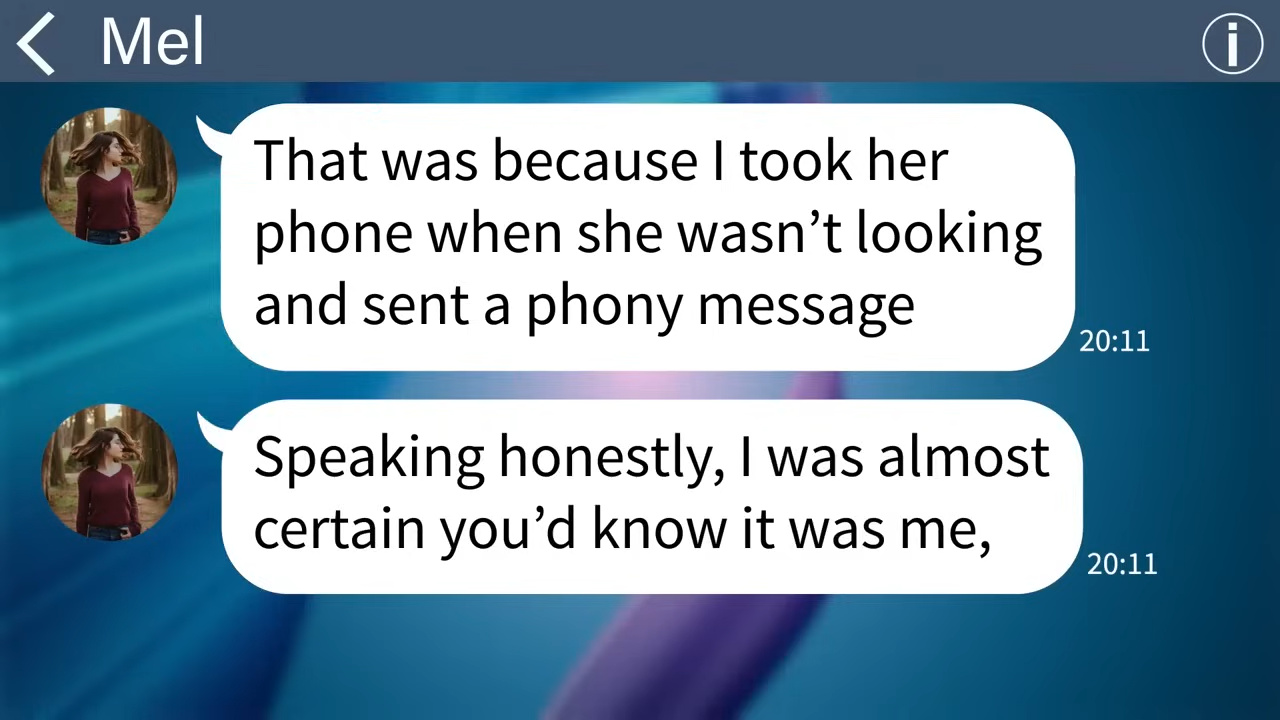 Mel
That was because I took her
phone when she wasn’t looking
and sent a phony message
20:11
Speaking honestly, I was almost
certain you’d know it was me,
20:11